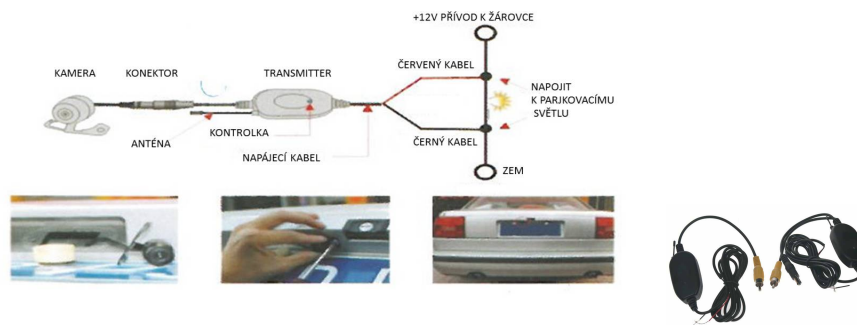 +12V PŘÍVOD K ŽÁROVCE
KAMERA
KONEKTOR
TRANSMITTER
ČERVENÝ KABEL
NAPOJIT
K PARJKOVACÍMU
SVĚTLU
ANTÉNA
KONTROLKA
NAPÁJECÍ KABEL
ČERNÝ KABEL
ZEM